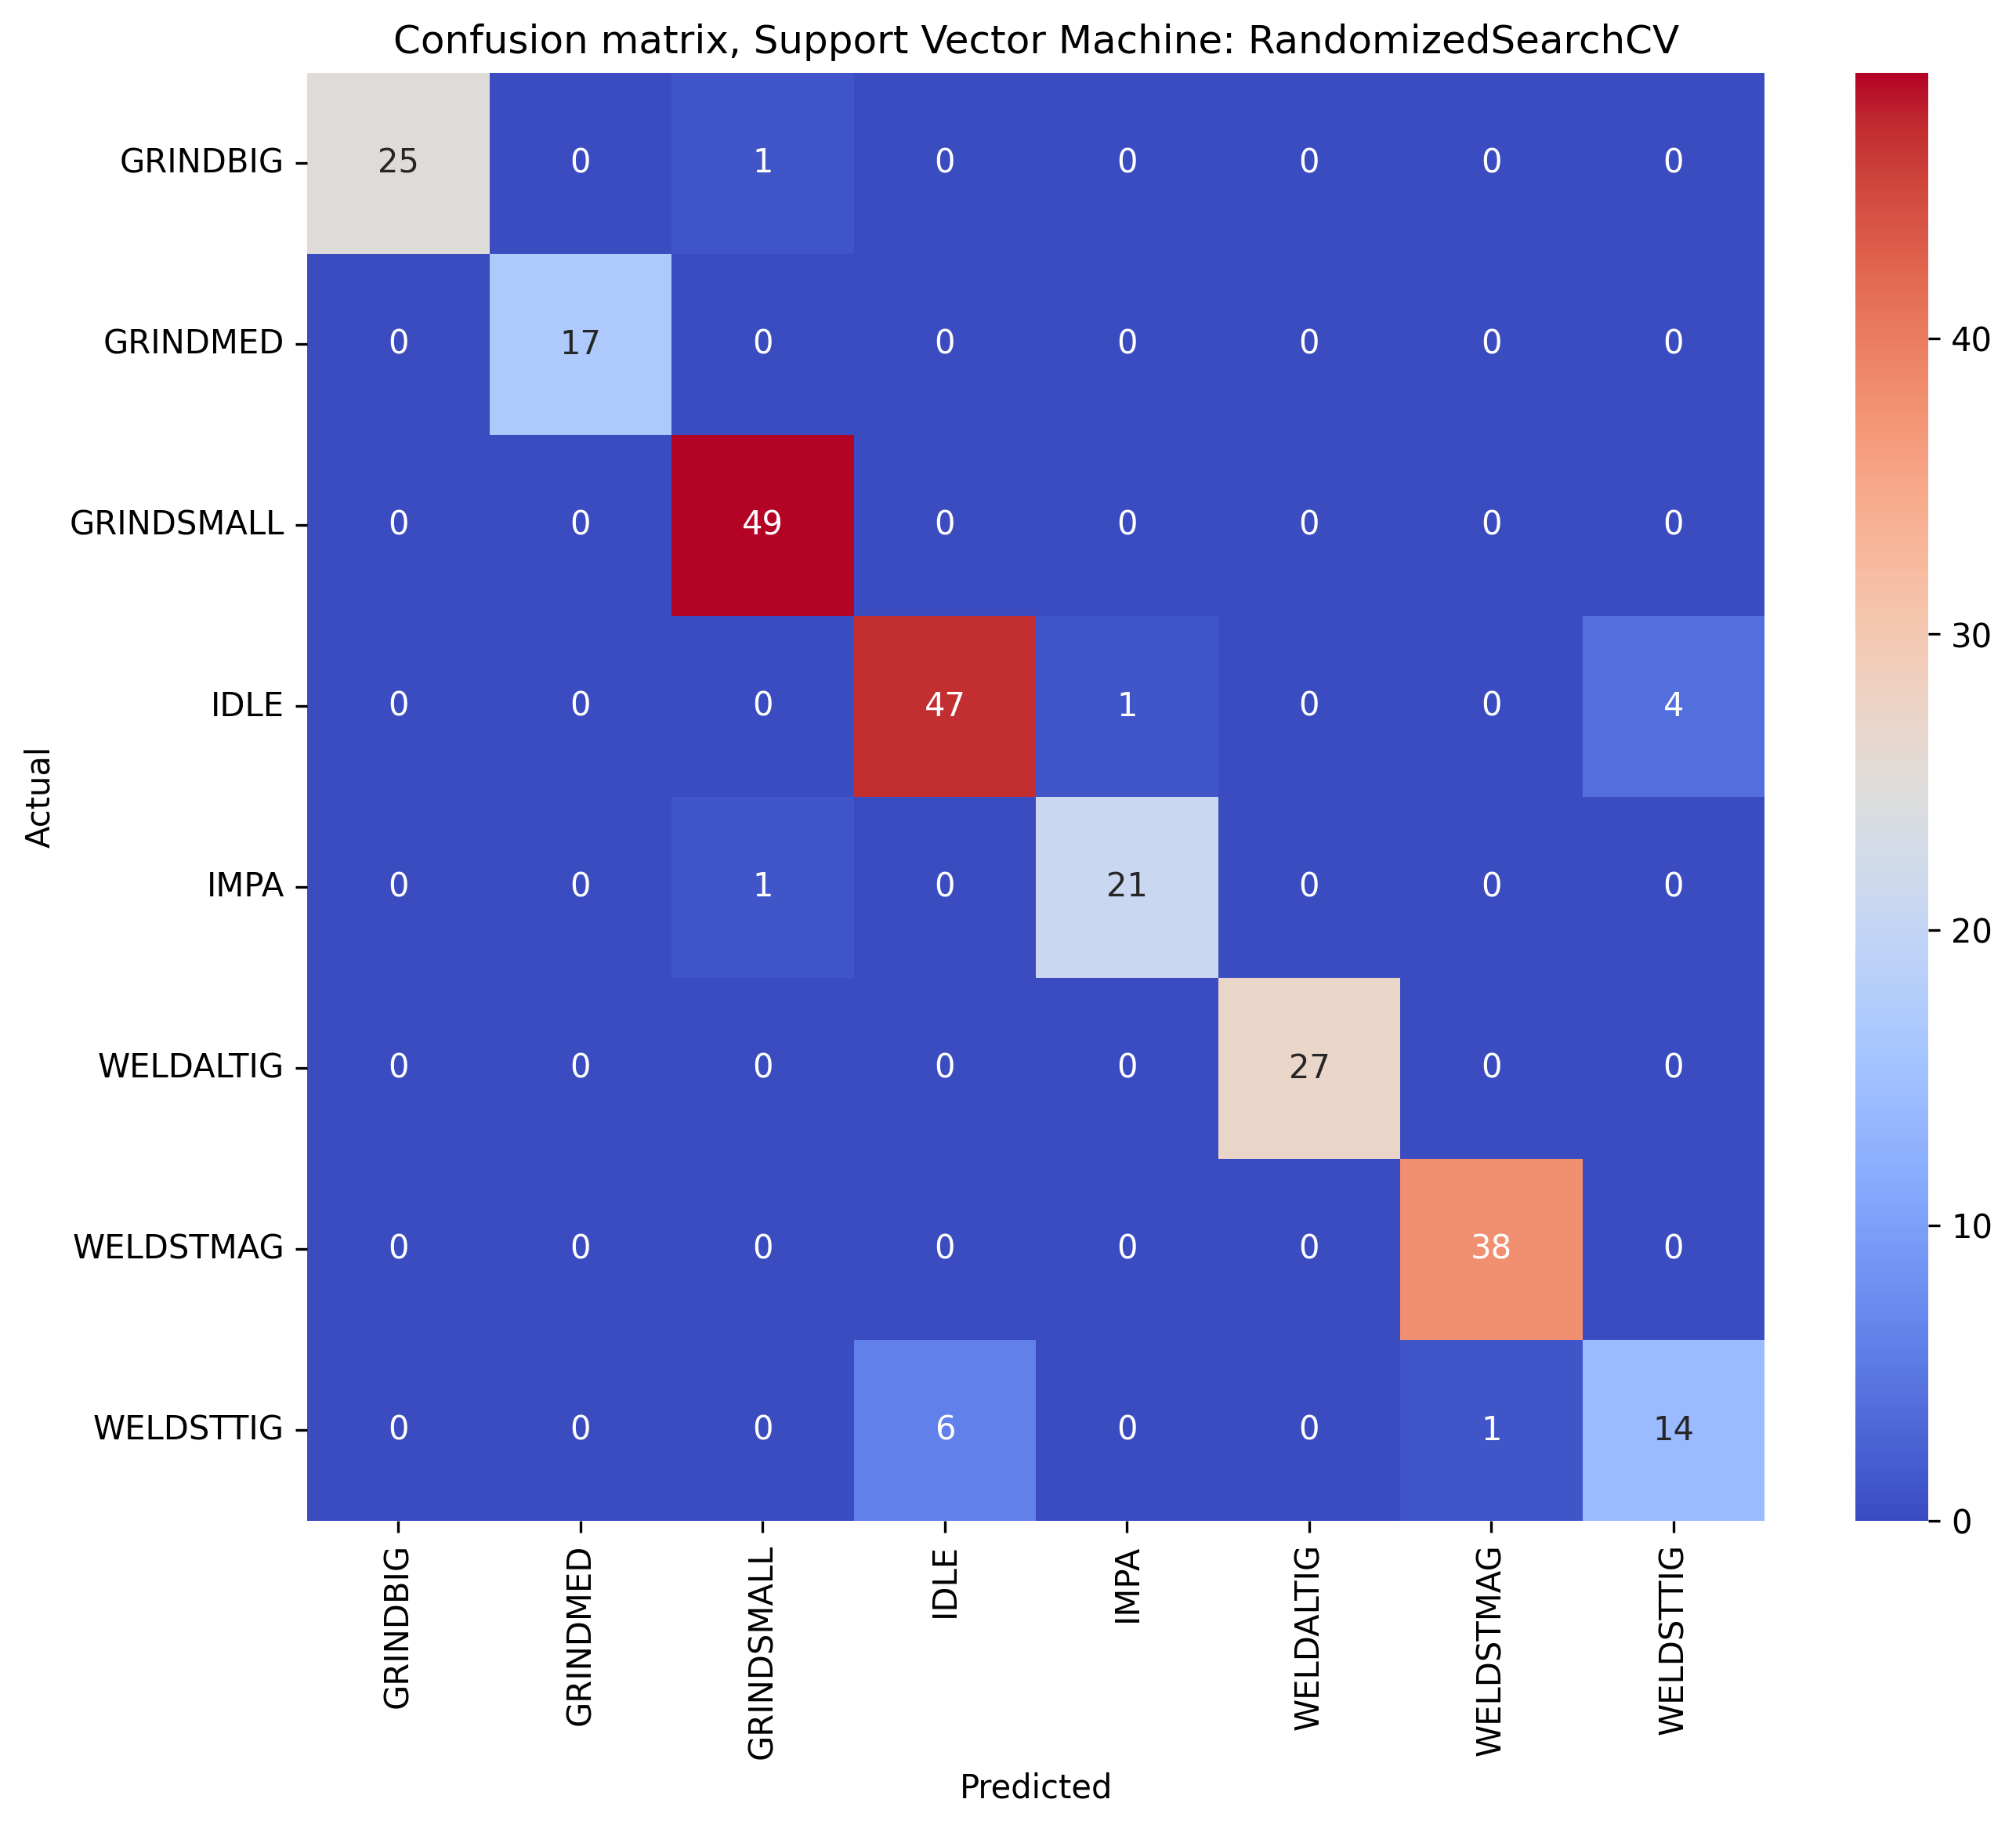 Confusion matrix, Support Vector Machine: RandomizedSearchCV
GRINDBIG 25 0 1 0 0 0 0 0
GRINDMED 0 17 0 0 0 0 0 0
GRINDSMALL 0 0 49 0 0 0 0 0
IDLE 0 0 0 47 1 0 0 4
IMPA 0 0 1 0 21 0 0 0
WELDALTIG 0 0 0 0 0 27 0 0
WELDSTMAG 0 0 0 0 0 0 38 0
WELDSTTIG 0 0 0 6 0 0 1 14
Actual
GRINDBIG GRINDMED GRINDSMALL IDLE IMPA WELDALTIG WELDSTMAG WELDSTTIG
Predicted
40
30
20
10
0